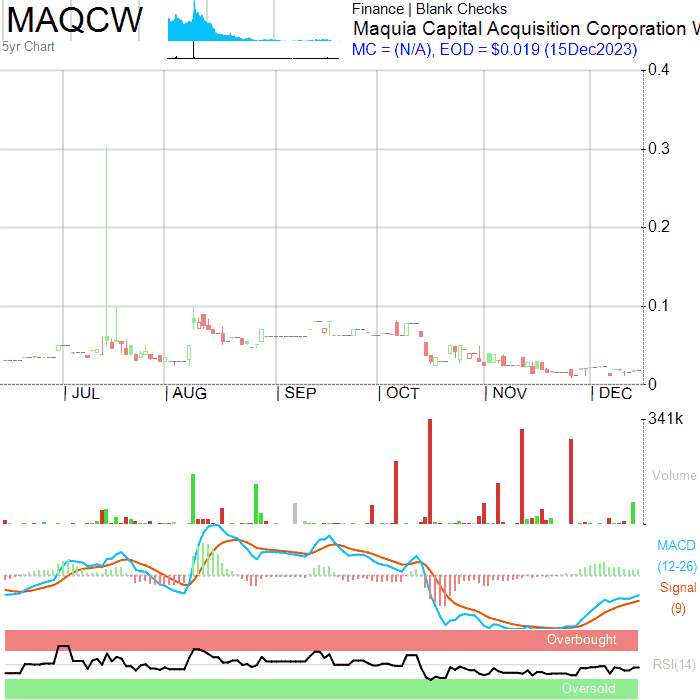 MAQCW
5yr Chart
Finance | Blank Checks
Maquia Capital Acquisition Corporation W
MC = (N/A), EOD = $0.019 (15Dec2023)
0.4
0.3
0.2
0.1
0
JUL AUG SEP OCT NOV DEC
341k
Volume
MACD
(12-26)
Signal
(9)
Overbought
RSI(14)
Oversold